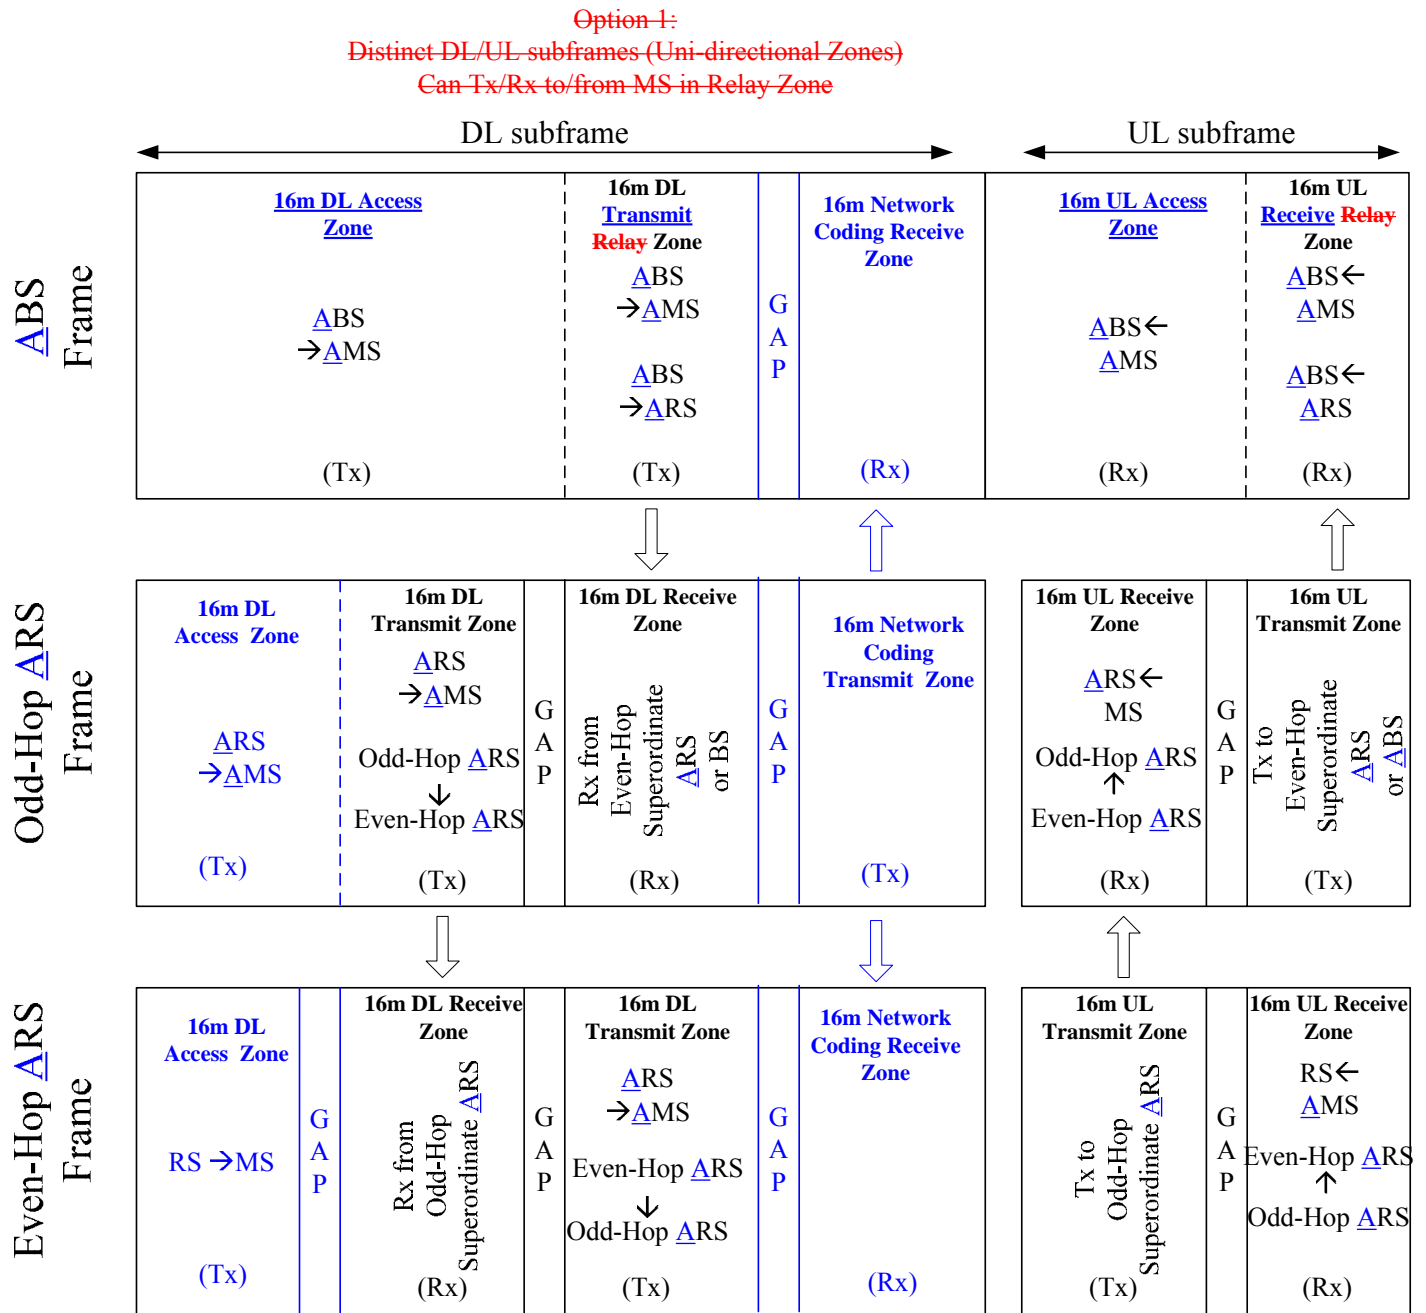 Option 1:
Distinct DL/UL subframes (Uni-directional Zones)
Can Tx/Rx to/from MS in Relay Zone
DL subframe
UL subframe
ABS
Frame
16m DL Access
Zone
ABS
→AMS
(Tx)
16m DL
Transmit
Relay Zone
ABS
→AMS
ABS
→ARS
(Tx)
G
A
P
16m Network
Coding Receive
Zone
(Rx)
16m UL Access
Zone
ABS←
AMS
(Rx)
16m UL
Receive Relay
Zone
ABS←
AMS
ABS←
ARS
(Rx)
Odd-Hop ARS
Frame
16m DL
Access Zone
ARS
→AMS
(Tx)
16m DL
Transmit Zone
ARS
→AMS
Odd-Hop ARS
↓
Even-Hop ARS
(Tx)
G
A
P
16m DL Receive
Zone
Rx from
Even-Hop
Superordinate
ARS
or BS
(Rx)
G
A
P
16m Network
Coding
Transmit Zone
(Tx)
16m UL Receive
Zone
ARS←
MS
Odd-Hop ARS
↑
Even-Hop ARS
(Rx)
G
A
P
16m UL
Transmit Zone
Tx to
Even-Hop
Superordinate
ARS
or ABS
(Tx)
Even-Hop ARS
Frame
16m DL
Access Zone
RS →MS
(Tx)
G
A
P
16m DL Receive
Zone
Rx from
Odd-Hop
Superordinate ARS
(Rx)
G
A
P
16m DL
Transmit Zone
ARS
→AMS
Even-Hop ARS
↓
Odd-Hop ARS
(Tx)
G
A
P
16m Network
Coding Receive
Zone
(Rx)
16m UL
Transmit Zone
Tx to
Odd-Hop
Superordinate ARS
(Tx)
G
A
P
16m UL Receive
Zone
RS←
AMS
Even-Hop ARS
↑
Odd-Hop ARS
(Rx)